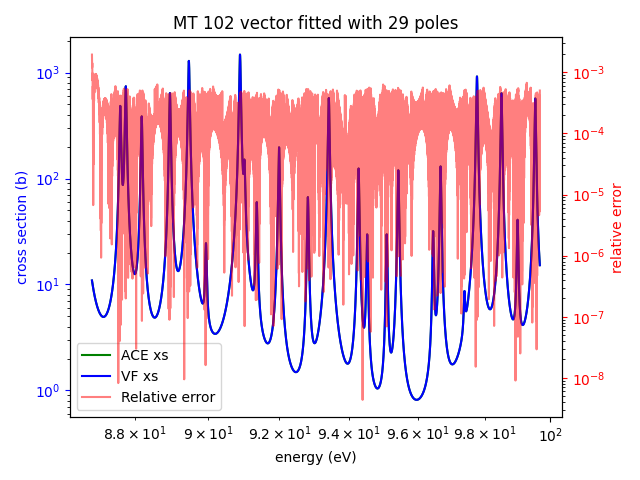 MT 102 vector fitted with 29 poles
cross section (b)
10³
10²
10¹
10⁰
relative error
10⁻³
10⁻⁴
10⁻⁵
10⁻⁶
10⁻⁷
10⁻⁸
ACE xs
VF xs
Relative error
8.8 × 10¹ 9 × 10¹ 9.2 × 10¹ 9.4 × 10¹ 9.6 × 10¹ 9.8 × 10¹ 10²
energy (eV)